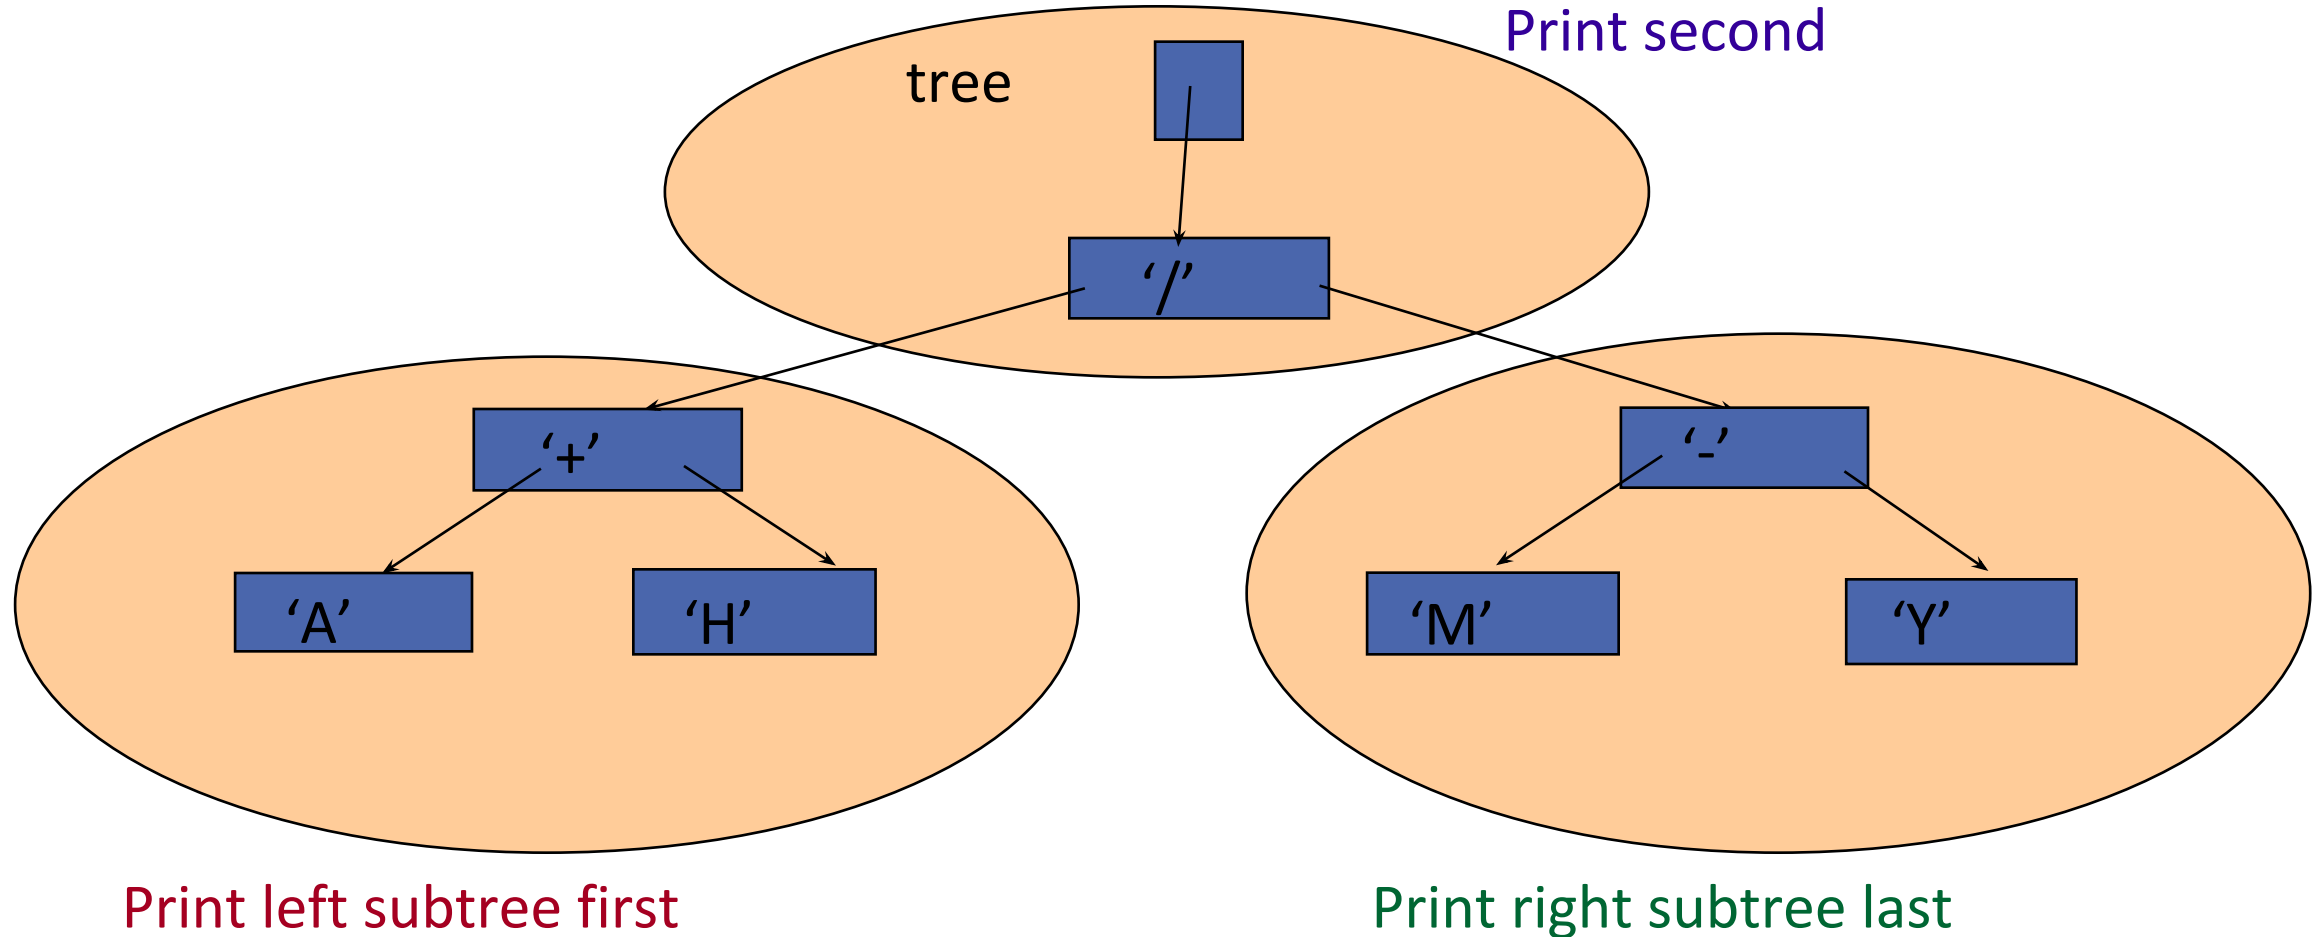 Print second
tree
‘/’
‘+’
‘-’
‘A’
‘H’
‘M’
‘Y’
Print left subtree first
Print right subtree last